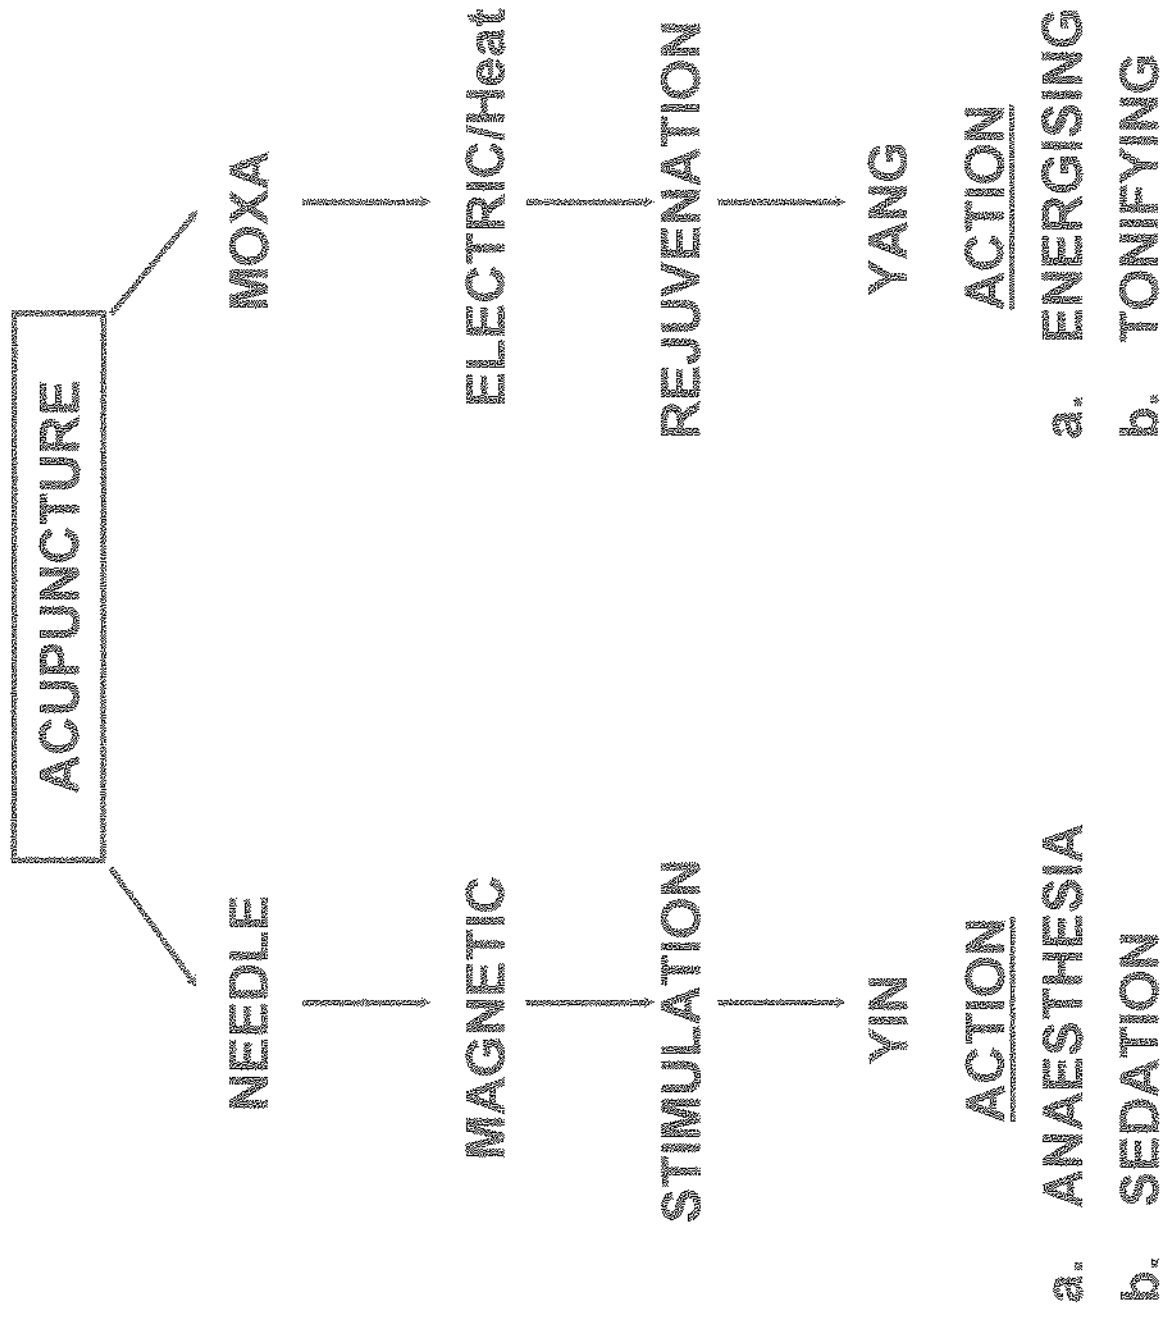 ACUPUNCTURE
NEEDLE MOXA
MAGNETIC ELECTRIC/Heat
STIMULATION REJUVENATION
YIN YANG
ACTION ACTION
a. ANAESTHESIA a. ENERGISING
b. SEDATION b. TONIFYING